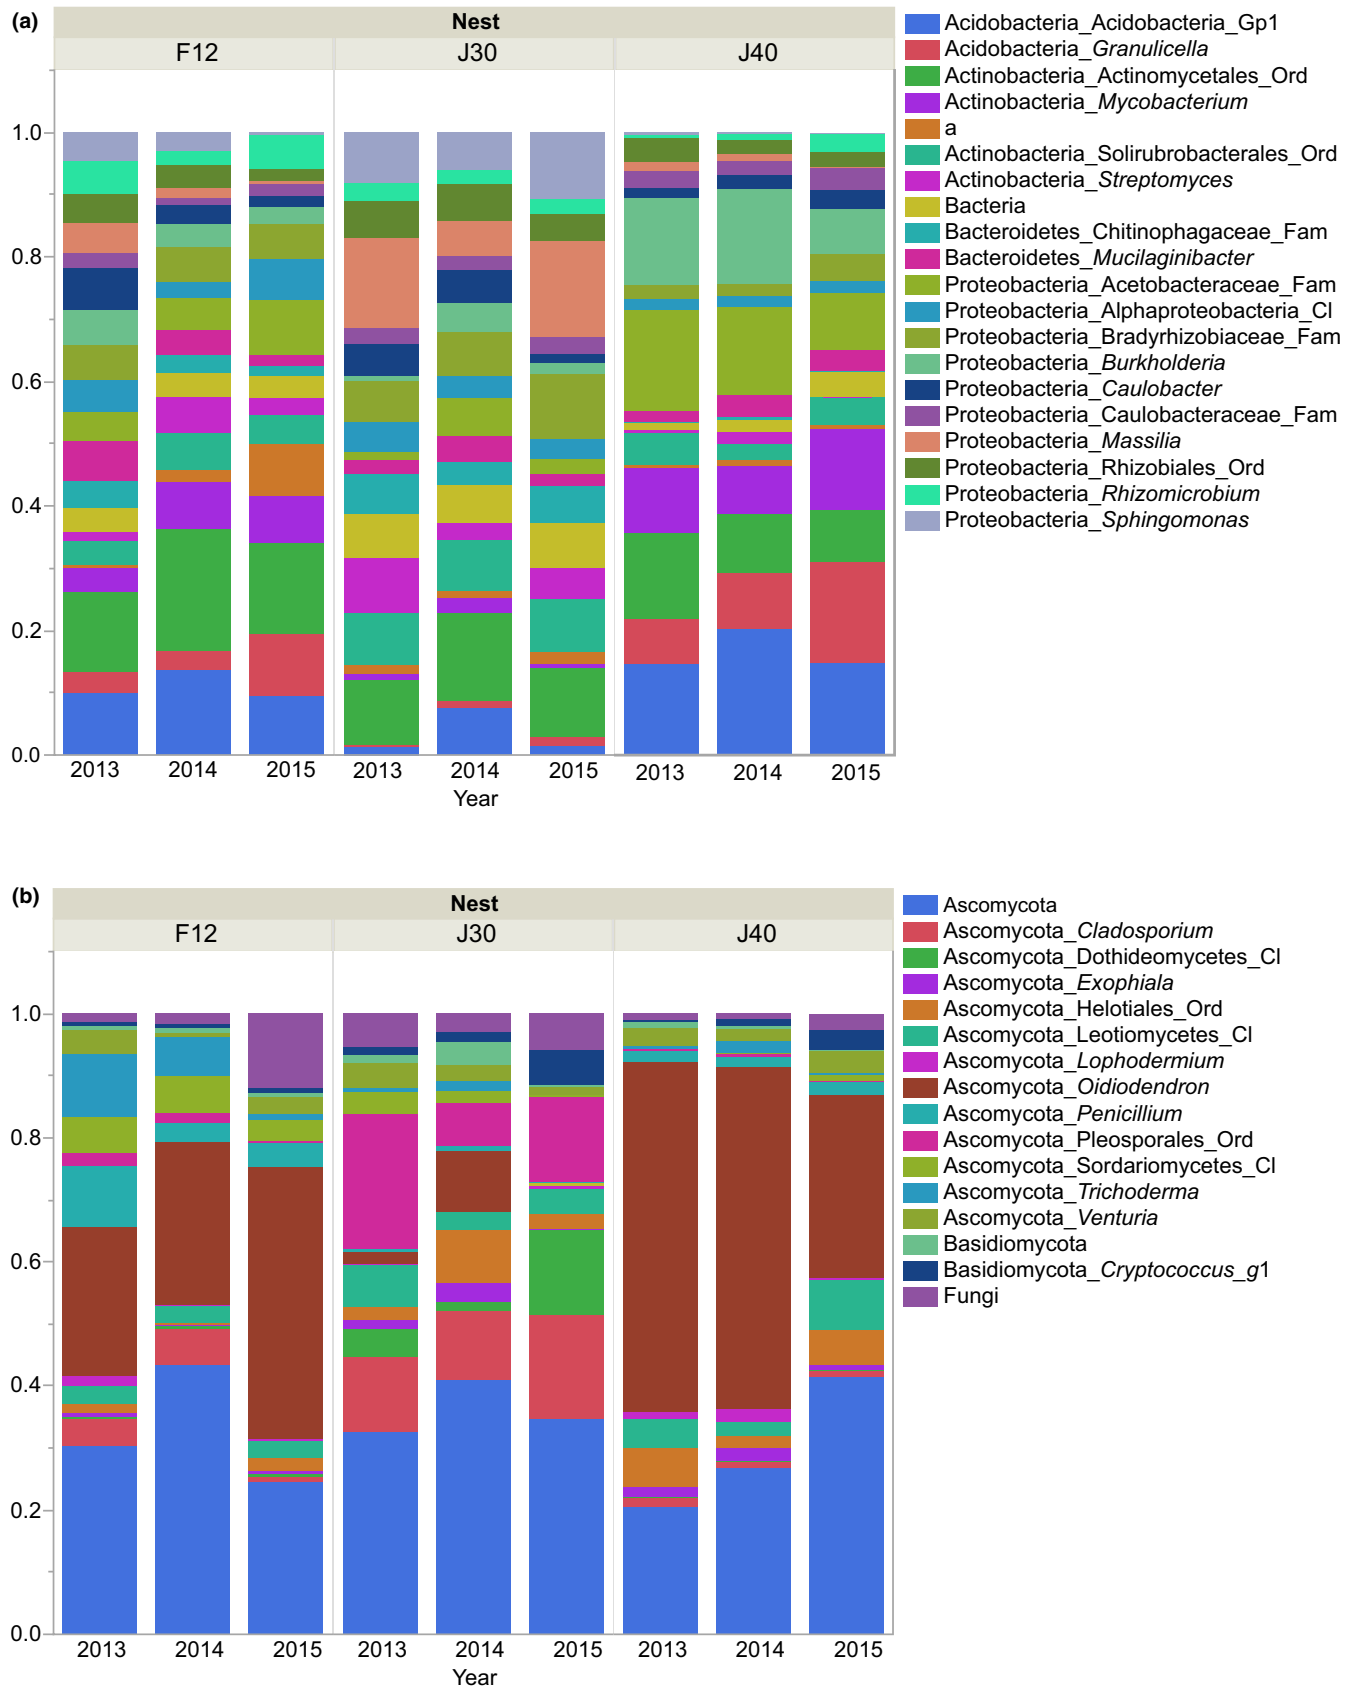 (a)
Nest
F12 J30 J40
1.0
0.8
0.6
0.4
0.2
0.0
2013 2014 2015 2013 2014 2015 2013 2014 2015
Year
Acidobacteria_Acidobacteria_Gp1
Acidobacteria_Granulicella
Actinobacteria_Actinomycetales_Ord
Actinobacteria_Mycobacterium
a
Actinobacteria_Solirubrobacterales_Ord
Actinobacteria_Streptomyces
Bacteria
Bacteroidetes_Chitinophagaceae_Fam
Bacteroidetes_Mucilaginibacter
Proteobacteria_Acetobacteraceae_Fam
Proteobacteria_Alphaproteobacteria_Cl
Proteobacteria_Bradyrhizobiaceae_Fam
Proteobacteria_Burkholderia
Proteobacteria_Caulobacter
Proteobacteria_Caulobacteraceae_Fam
Proteobacteria_Massilia
Proteobacteria_Rhizobiales_Ord
Proteobacteria_Rhizomicrobium
Proteobacteria_Sphingomonas
(b)
Nest
F12 J30 J40
1.0
0.8
0.6
0.4
0.2
0.0
2013 2014 2015 2013 2014 2015 2013 2014 2015
Year
Ascomycota
Ascomycota_Cladosporium
Ascomycota_Dothideomycetes_Cl
Ascomycota_Exophiala
Ascomycota_Helotiales_Ord
Ascomycota_Leotiomycetes_Cl
Ascomycota_Lophodermium
Ascomycota_Oidiodendron
Ascomycota_Penicillium
Ascomycota_Pleosporales_Ord
Ascomycota_Sordariomycetes_Cl
Ascomycota_Trichoderma
Ascomycota_Venturia
Basidiomycota
Basidiomycota_Cryptococcus_g1
Fungi